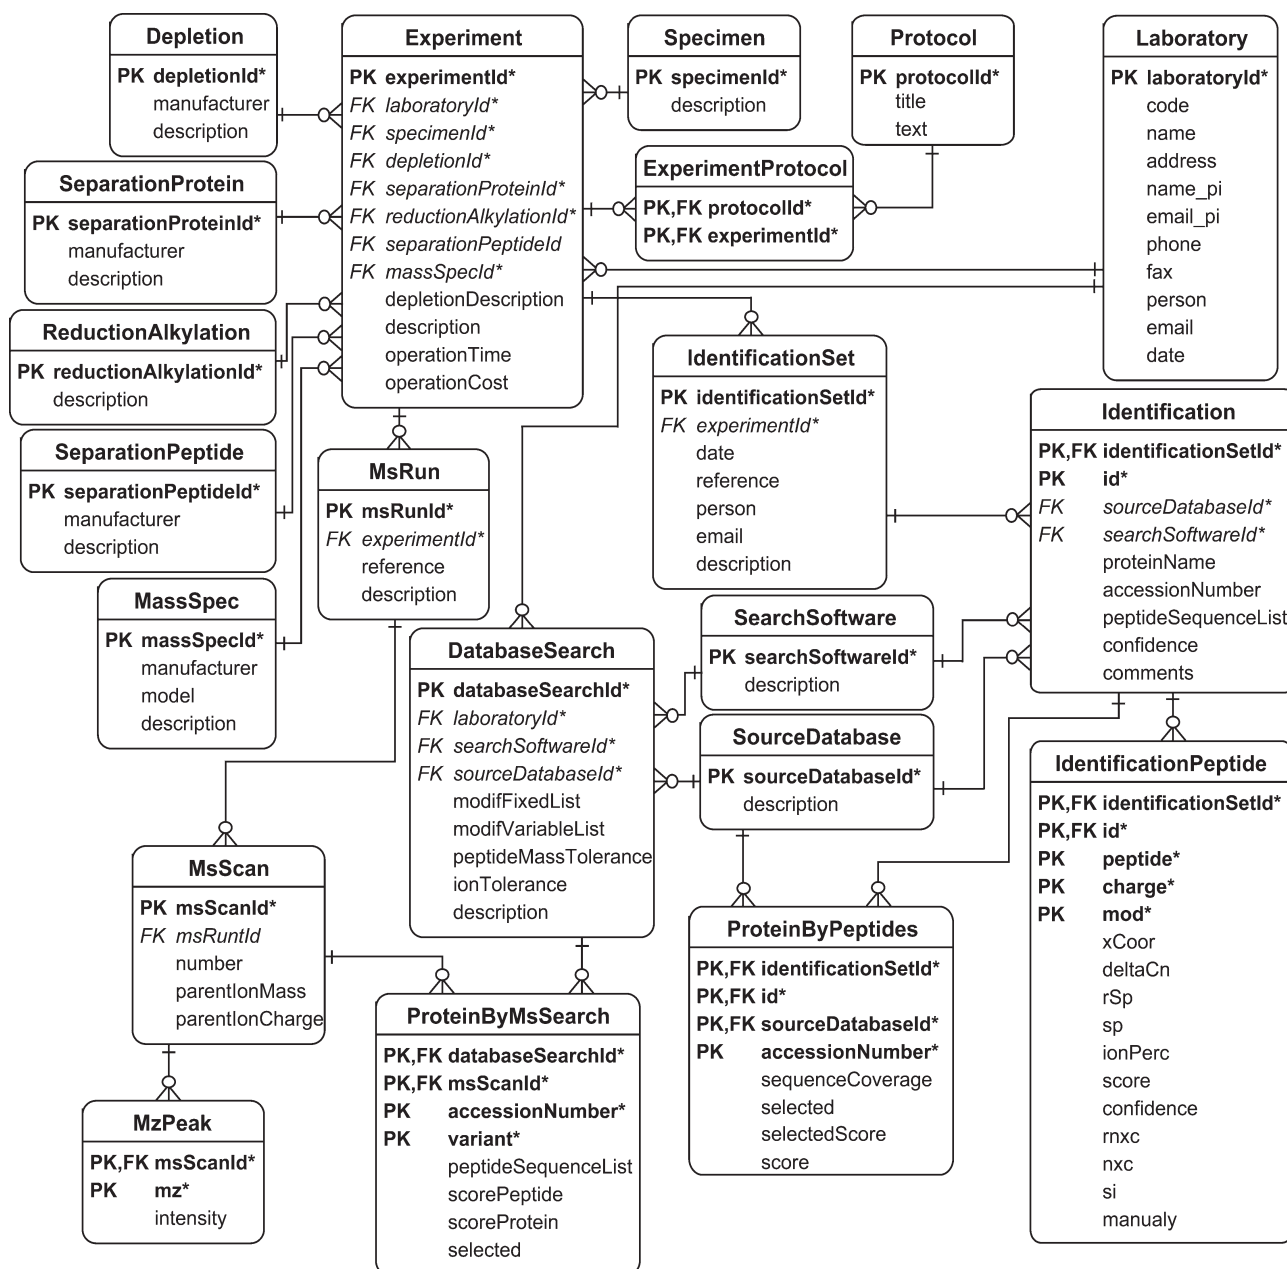 Depletion
PK depletionId*
manufacturer
description
Experiment
PK experimentId*
FK laboratoryId*
FK specimenId*
FK depletionId*
FK separationProteinId*
FK reductionAlkylationId*
FK separationPeptideId
FK massSpecId*
depletionDescription
description
operationTime
operationCost
Specimen
PK specimenId*
description
Protocol
PK protocolId*
title
text
Laboratory
PK laboratoryId*
code
name
address
name_pi
email_pi
phone
fax
person
email
date
SeparationProtein
PK separationProteinId*
manufacturer
description
ExperimentProtocol
PK,FK protocolId*
PK,FK experimentId*
ReductionAlkylation
PK reductionAlkylationId*
description
IdentificationSet
PK identificationSetId*
FK experimentId*
date
reference
person
email
description
Identification
PK,FK identificationSetId*
PK id*
FK sourceDatabaseId*
FK searchSoftwareId*
proteinName
accessionNumber
peptideSequenceList
confidence
comments
SeparationPeptide
PK separationPeptideId*
manufacturer
description
MsRun
PK msRunId*
FK experimentId*
reference
description
MassSpec
PK massSpecId*
manufacturer
model
description
DatabaseSearch
PK databaseSearchId*
FK laboratoryId*
FK searchSoftwareId*
FK sourceDatabaseId*
modifFixedList
modifVariableList
peptideMassTolerance
ionTolerance
description
SearchSoftware
PK searchSoftwareId*
description
SourceDatabase
PK sourceDatabaseId*
description
IdentificationPeptide
PK,FK identificationSetId*
PK,FK id*
PK peptide*
PK charge*
PK mod*
xCoor
deltaCn
rSp
sp
ionPerc
score
confidence
rnxc
nxc
si
manualy
MsScan
PK msScanId*
FK msRuntId
number
parentIonMass
parentIonCharge
ProteinByPeptides
PK,FK identificationSetId*
PK,FK id*
PK,FK sourceDatabaseId*
PK accessionNumber*
sequenceCoverage
selected
selectedScore
score
ProteinByMsSearch
PK,FK databaseSearchId*
PK,FK msScanId*
PK accessionNumber*
PK variant*
peptideSequenceList
scorePeptide
scoreProtein
selected
MzPeak
PK,FK msScanId*
PK mz*
intensity